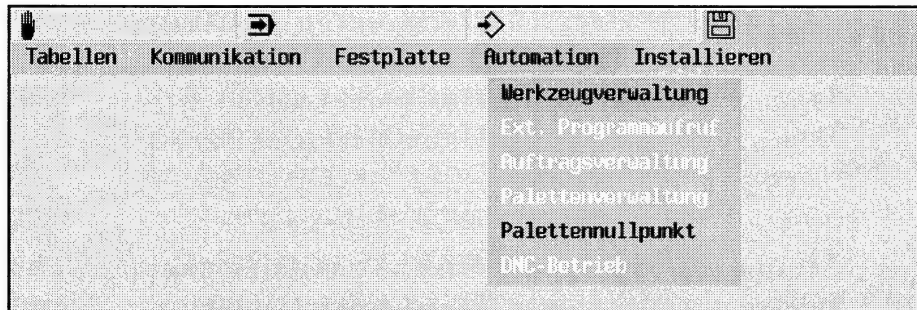 Tabellen Kommunikation Festplatte Automation Installieren
Werkzeugverwaltung
Ext. Programmaufruf
Auftragsverwaltung
Palettenverwaltung
Palettennullpunkt
DNC-Betrieb